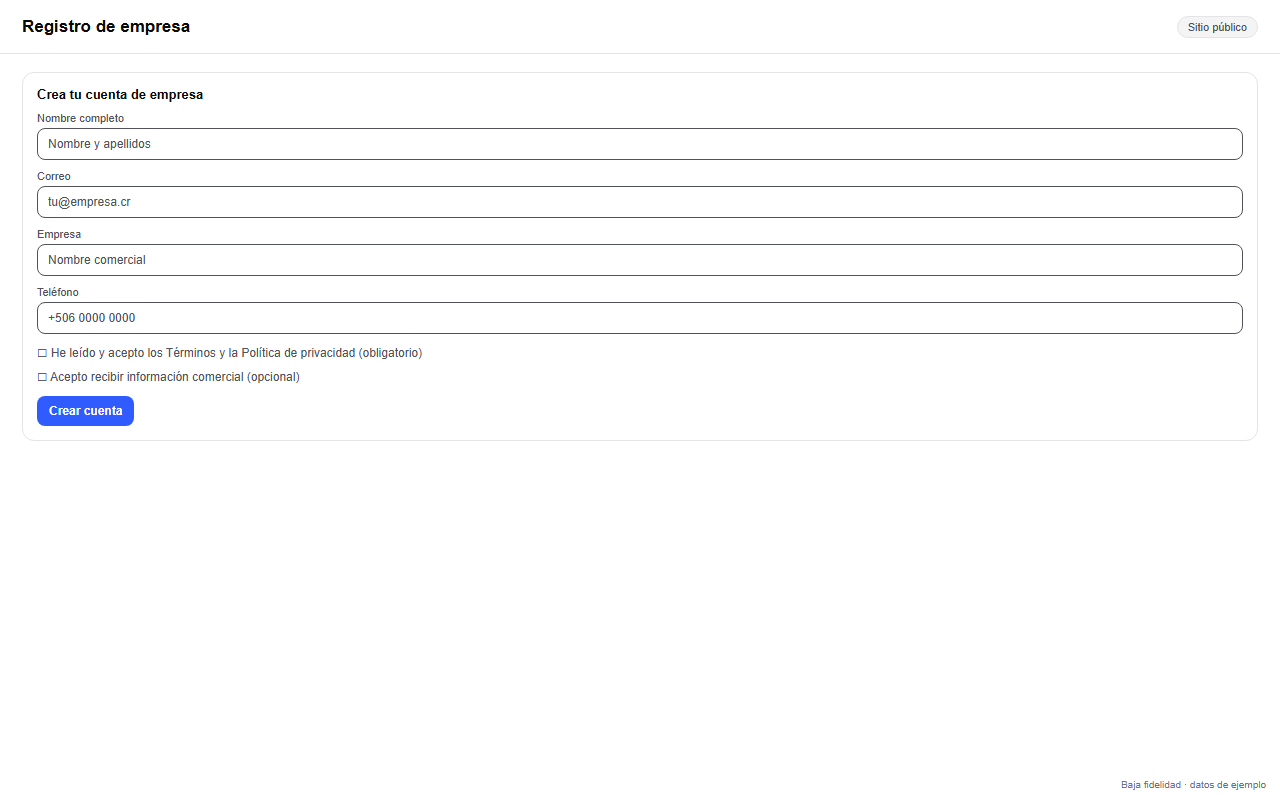 Registro de empresa
Sitio público
Crea tu cuenta de empresa
Nombre completo
Nombre y apellidos
Correo
tu@empresa.cr
Empresa
Nombre comercial
Teléfono
+506 0000 0000
☐ He leído y acepto los Términos y la Política de privacidad (obligatorio)
☐ Acepto recibir información comercial (opcional)
Crear cuenta
Baja fidelidad · datos de ejemplo